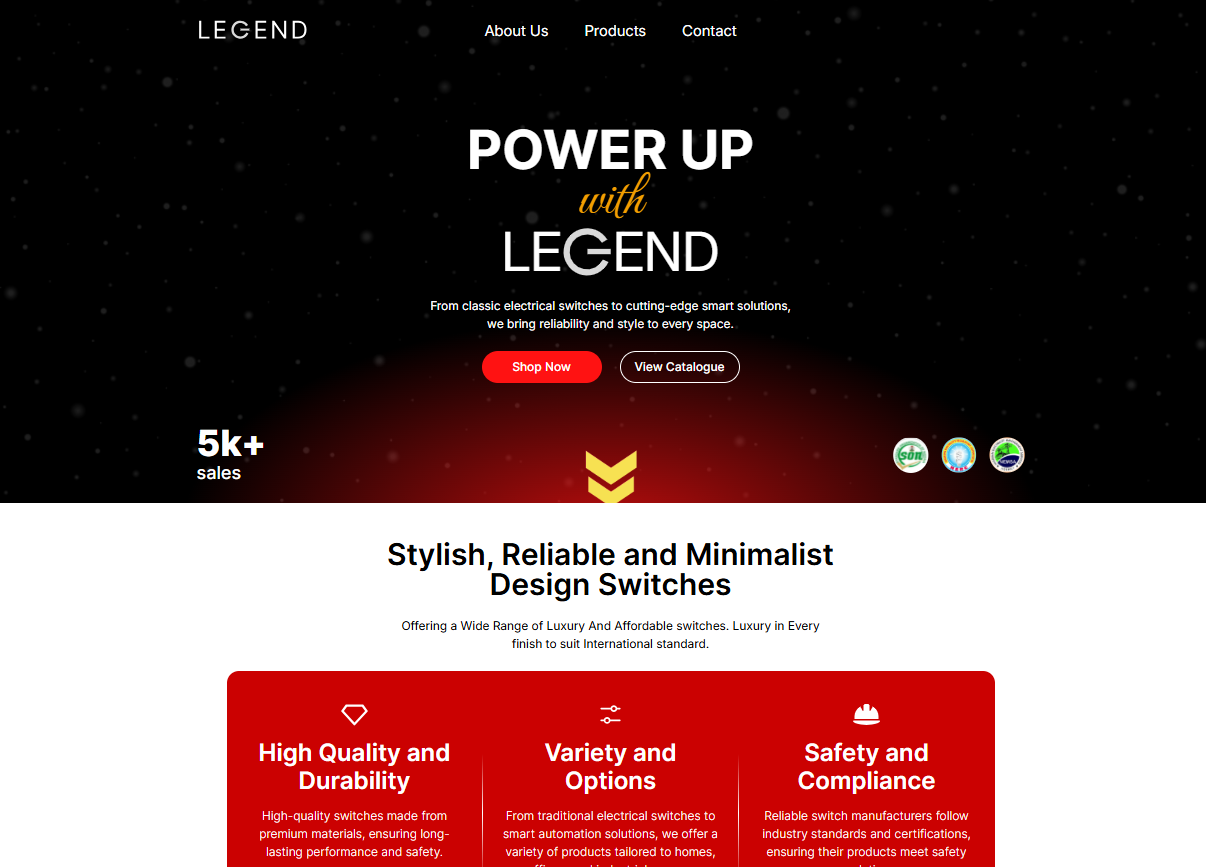 LEGEND
About Us
Products
Contact
POWER UP
with
LEGEND
From classic electrical switches to cutting-edge smart solutions,
we bring reliability and style to every space.
Shop Now
View Catalogue
5k+
sales
son
Stylish, Reliable and Minimalist
Design Switches
Offering a Wide Range of Luxury And Affordable switches. Luxury in Every
finish to suit International standard.
High Quality and
Durability
High-quality switches made from
premium materials, ensuring long-
lasting performance and safety.
Variety and
Options
From traditional electrical switches to
smart automation solutions, we offer a
variety of products tailored to homes,
Safety and
Compliance
Reliable switch manufacturers follow
industry standards and certifications,
ensuring their products meet safety